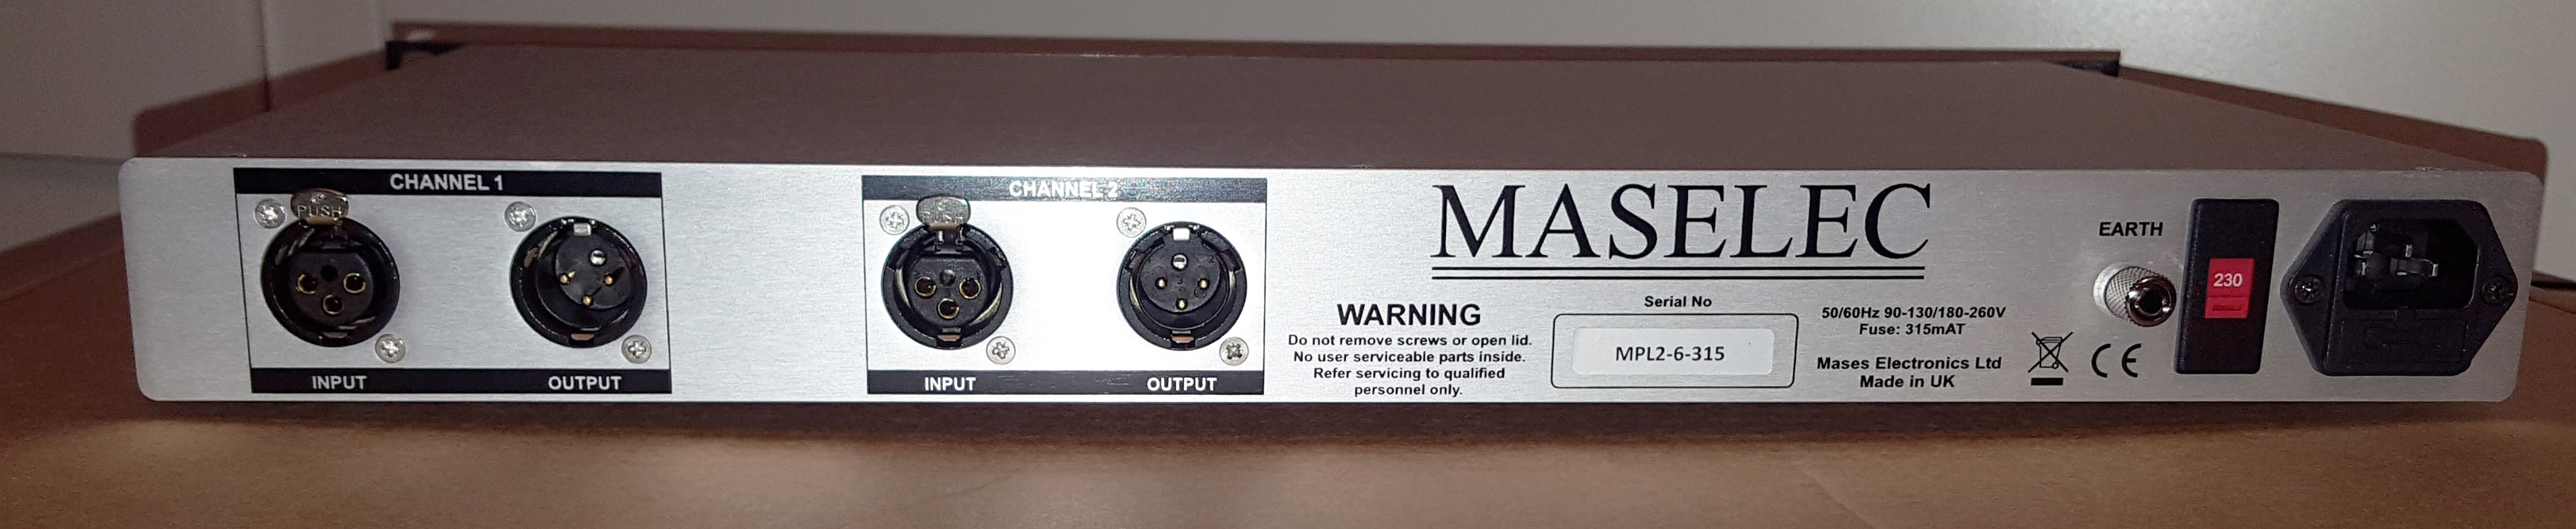 CHANNEL 1
PUSH
INPUT
OUTPUT
CHANNEL 2
PUSH
INPUT
OUTPUT
MASELEC
WARNING
Do not remove screws or open lid.
No user serviceable parts inside.
Refer servicing to qualified
personnel only.
Serial No
MPL2-6-315
50/60Hz 90-130/180-260V
Fuse: 315mAT
Mases Electronics Ltd
Made in UK
CE
EARTH
230